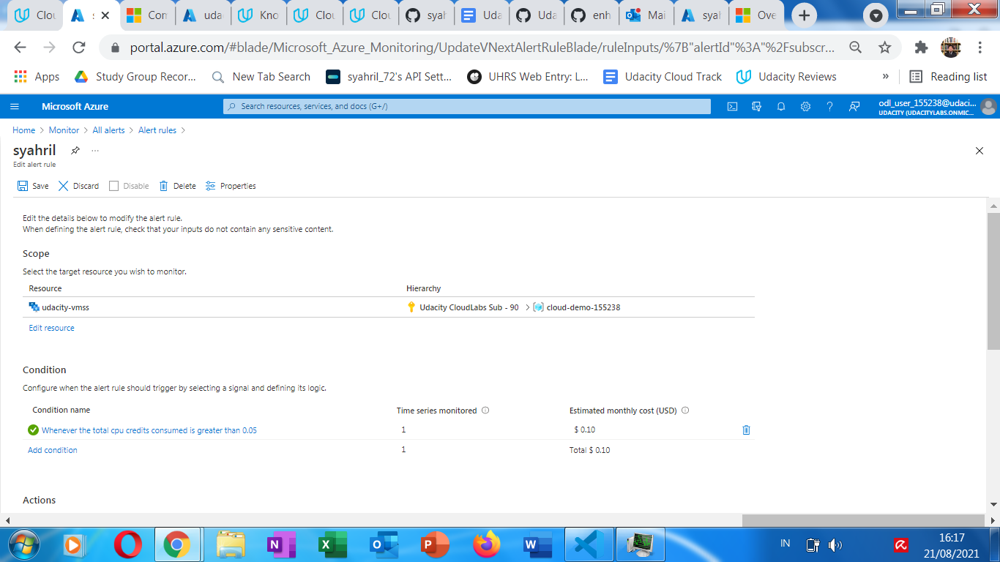 Clou
s
Com
uda
Kno
Clou
Clou
syah
Uda
Uda
enh
Mai
syah
Ove
portal.azure.com/#blade/Microsoft_Azure_Monitoring/UpdateVNextAlertRuleBlade/ruleInputs/%7B"alertId"%3A"%2Fsubscr...
Apps
Study Group Recor...
New Tab Search
syahril_72's API Sett...
UHRS Web Entry: L...
Udacity Cloud Track
Udacity Reviews
»
Reading list
Microsoft Azure
Search resources, services, and docs (G+/)
odl_user_155238@udaci...
UDACITY (UDACITYLABS.ONMIC...
Home > Monitor > All alerts > Alert rules >
syahril
...
Edit alert rule
Save
Discard
Disable
Delete
Properties
Edit the details below to modify the alert rule.
When defining the alert rule, check that your inputs do not contain any sensitive content.
Scope
Select the target resource you wish to monitor.
Resource
Hierarchy
udacity-vmss
Udacity CloudLabs Sub - 90 > cloud-demo-155238
Edit resource
Condition
Configure when the alert rule should trigger by selecting a signal and defining its logic.
Condition name
Time series monitored
Estimated monthly cost (USD)
Whenever the total cpu credits consumed is greater than 0.05
1
$ 0.10
Add condition
1
Total $ 0.10
Actions
IN
16:17
21/08/2021